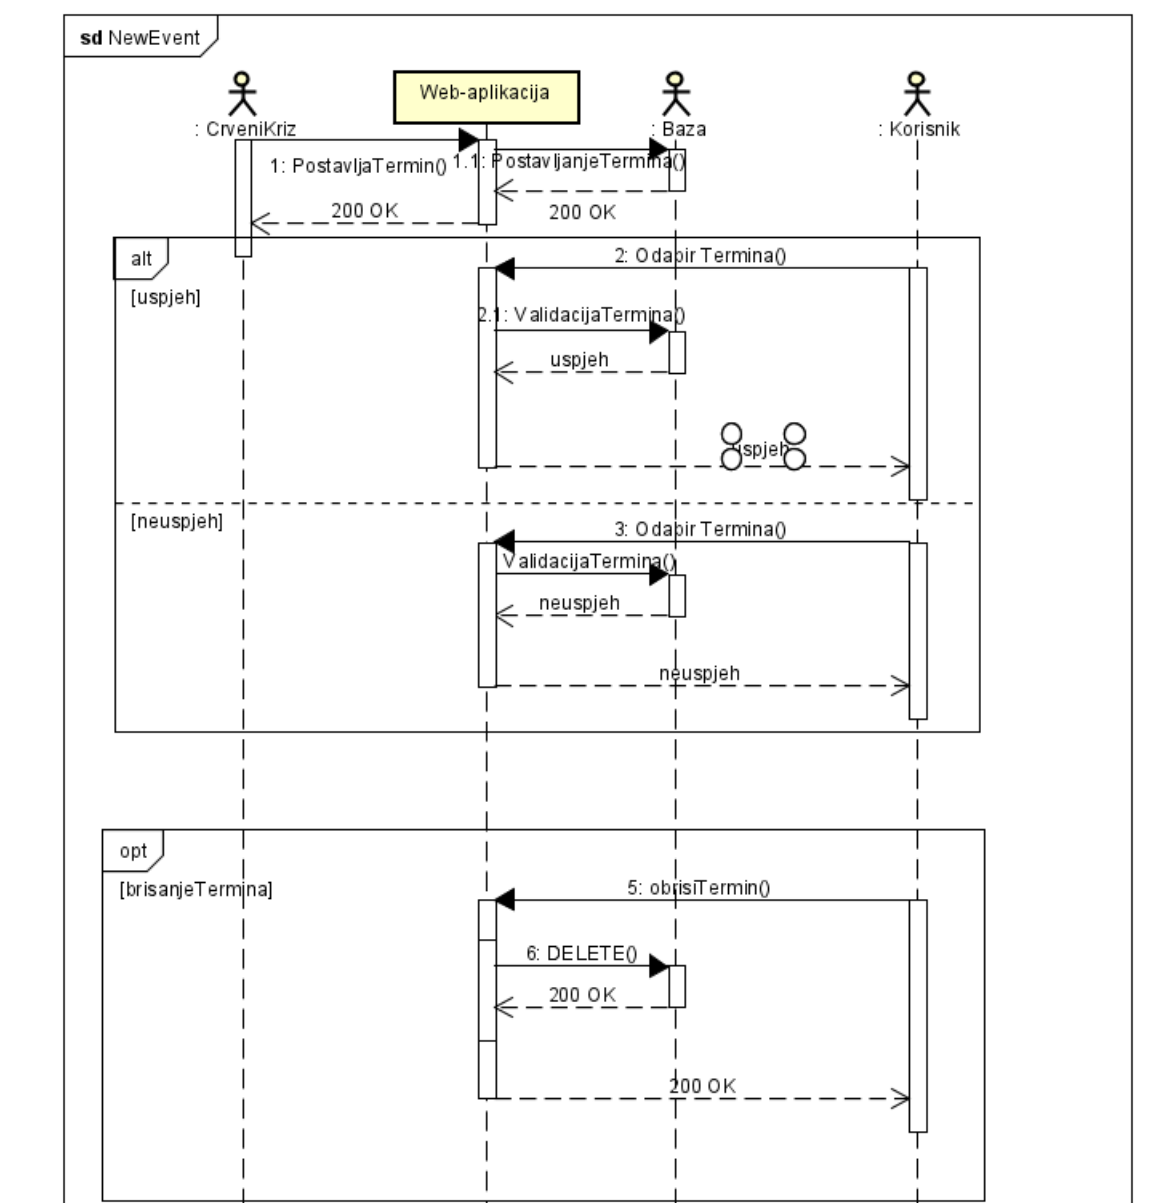 sd NewEvent
Web-aplikacija
: CrveniKriz
: Baza
: Korisnik
1: PostavljaTermin()
1.1: PostavljanjeTermina()
200 OK
200 OK
alt
2: Odabir Termina()
[uspjeh]
2.1: ValidacijaTermina()
uspjeh
uspjeh
[neuspjeh]
3: Odabir Termina()
ValidacijaTermina()
neuspjeh
neuspjeh
opt
[brisanjeTermina]
5: obrisiTermin()
6: DELETE()
200 OK
200 OK